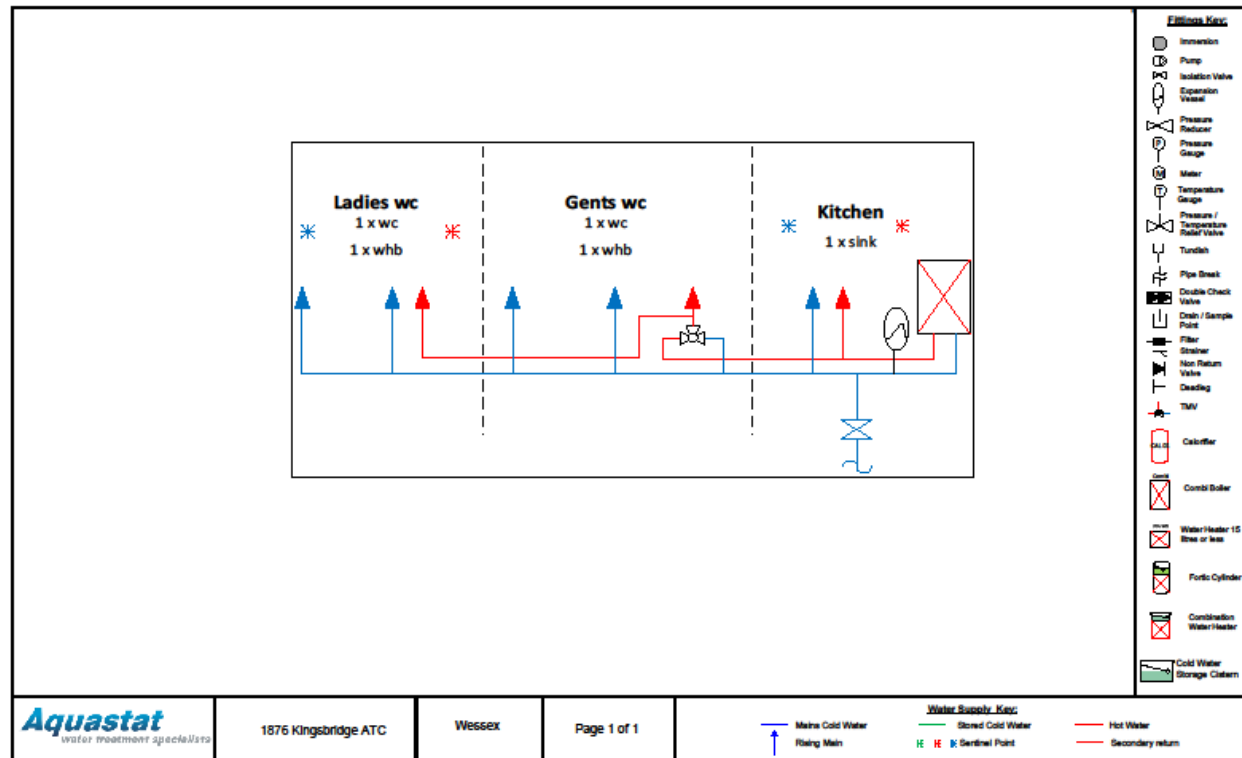 Fittings Key:
Immersion
Pump
Isolation Valve
Expansion
Vessel
Pressure
Reducer
P
Pressure
Gauge
M
Meter
T
Temperature
Gauge
Pressure /
Temperature
Relief Valve
Tundish
Pipe Break
Double Check
Valve
Drain / Sample
Point
Filter
Strainer
Non Return
Valve
Deadleg
TMV
Calorifier
Combi Boiler
Water Heater 15
litres or less
Fortic Cylinder
Combination
Water Heater
Cold Water
Storage Cistern
Ladies wc
1 x wc
1 x whb
Gents wc
1 x wc
1 x whb
Kitchen
1 x sink
Aquastat
water treatment specialists
1876 Kingsbridge ATC
Wessex
Page 1 of 1
Water Supply Key:
Mains Cold Water
Stored Cold Water
Hot Water
Rising Main
Sentinel Point
Secondary return